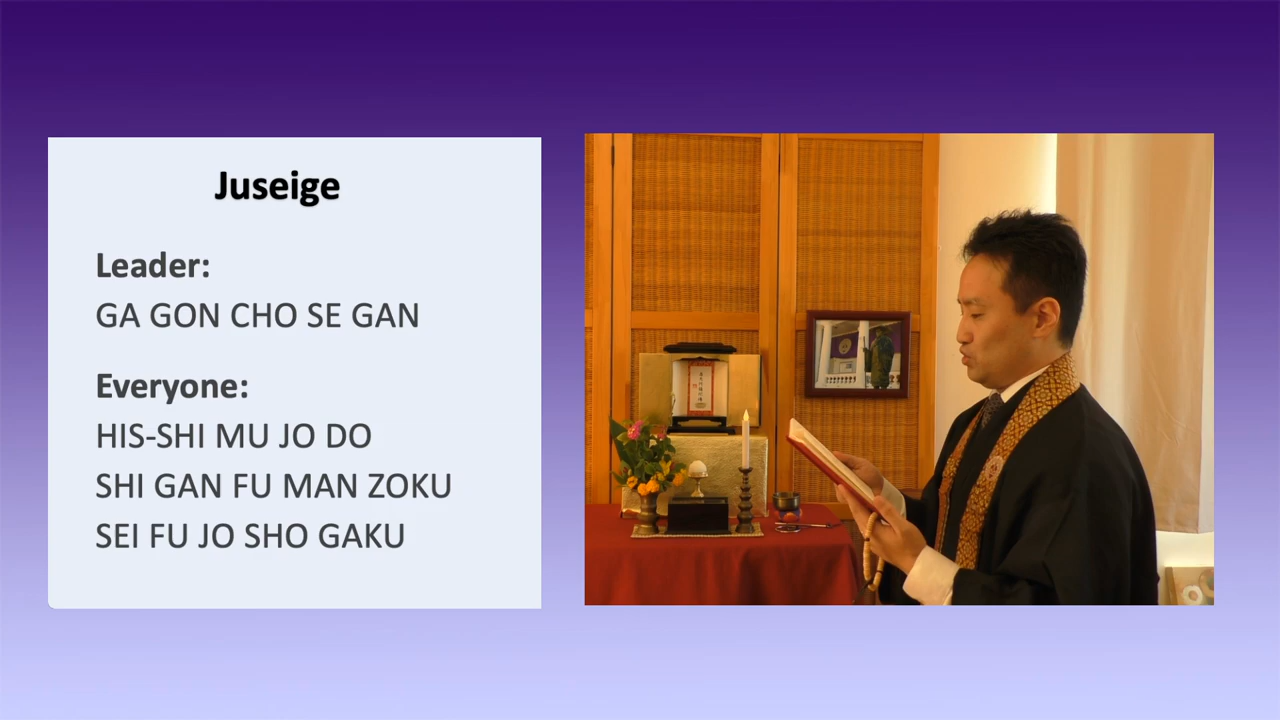 Juseige
Leader:
GA GON CHO SE GAN
Everyone:
HIS-SHI MU JO DO
SHI GAN FU MAN ZOKU
SEI FU JO SHO GAKU